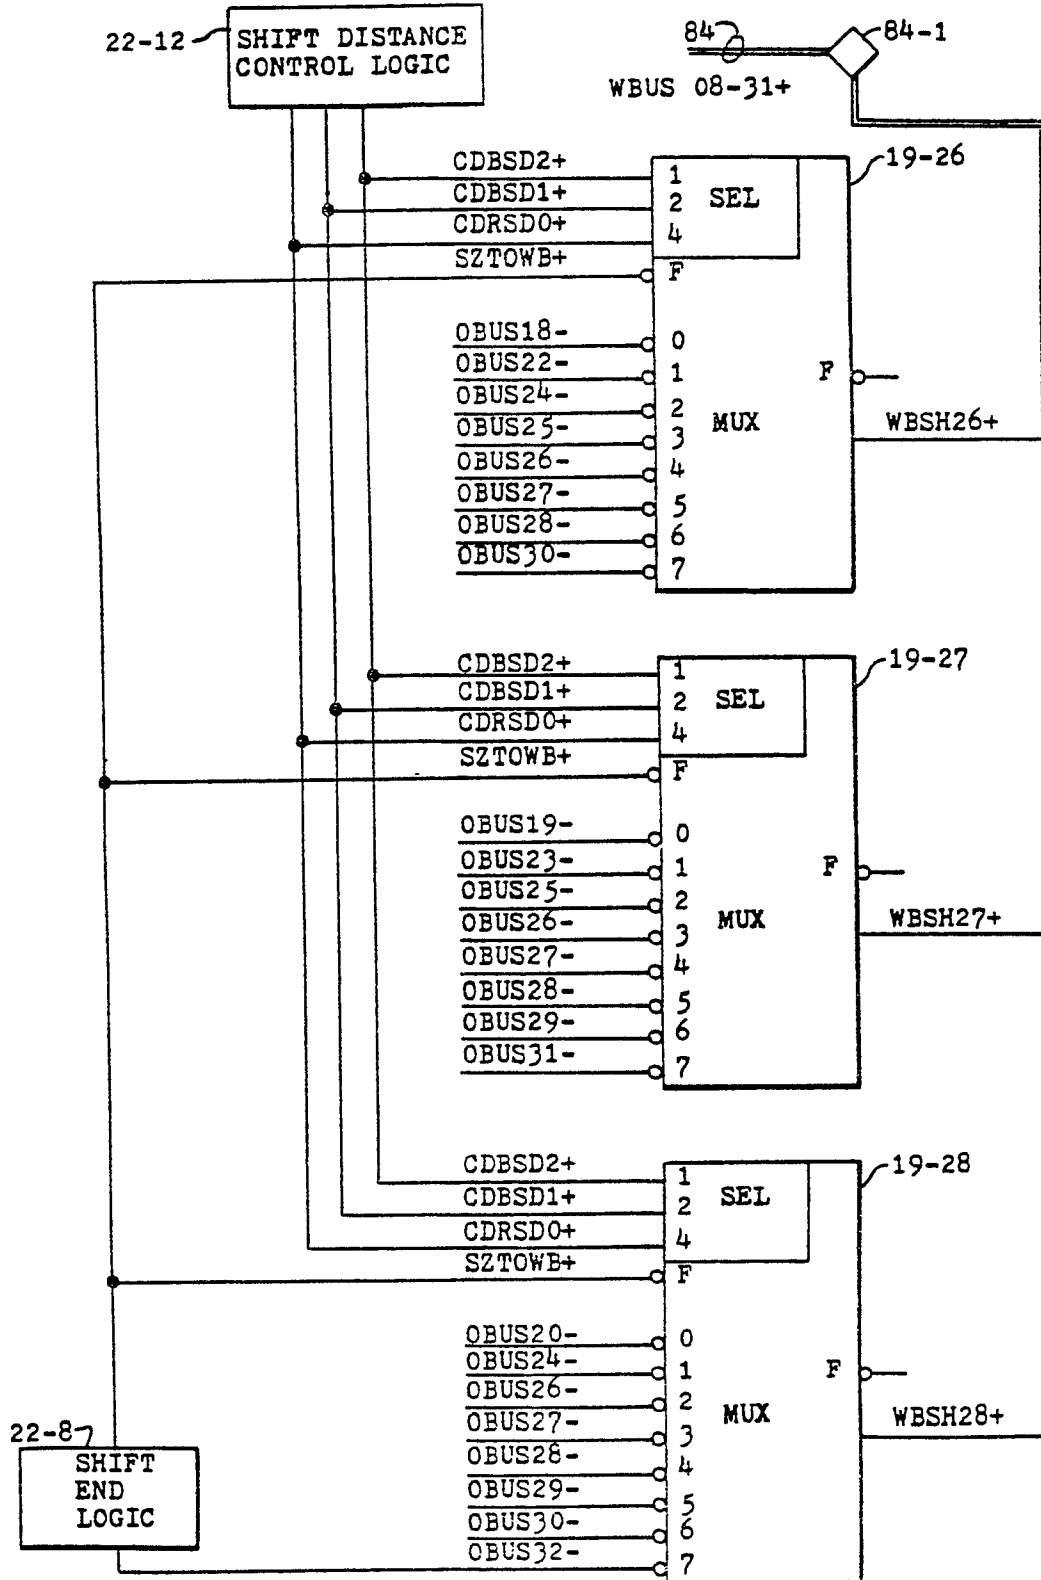 22-12
SHIFT DISTANCE
CONTROL LOGIC
84
84-1
WBUS 08-31+
19-26
CDBSD2+
1
SEL
CDBSD1+
2
CDRSD0+
4
SZTOWB+
F
OBUS18-
0
OBUS22-
1
F
OBUS24-
2
MUX
WBSH26+
OBUS25-
3
OBUS26-
4
OBUS27-
5
OBUS28-
6
OBUS30-
7
19-27
CDBSD2+
1
SEL
CDBSD1+
2
CDRSD0+
4
SZTOWB+
F
OBUS19-
0
OBUS23-
1
F
OBUS25-
2
MUX
WBSH27+
OBUS26-
3
OBUS27-
4
OBUS28-
5
OBUS29-
6
OBUS31-
7
19-28
CDBSD2+
1
SEL
CDBSD1+
2
CDRSD0+
4
SZTOWB+
F
OBUS20-
0
OBUS24-
1
F
OBUS26-
2
MUX
WBSH28+
OBUS27-
3
OBUS28-
4
OBUS29-
5
OBUS30-
6
OBUS32-
7
22-8
SHIFT
END
LOGIC